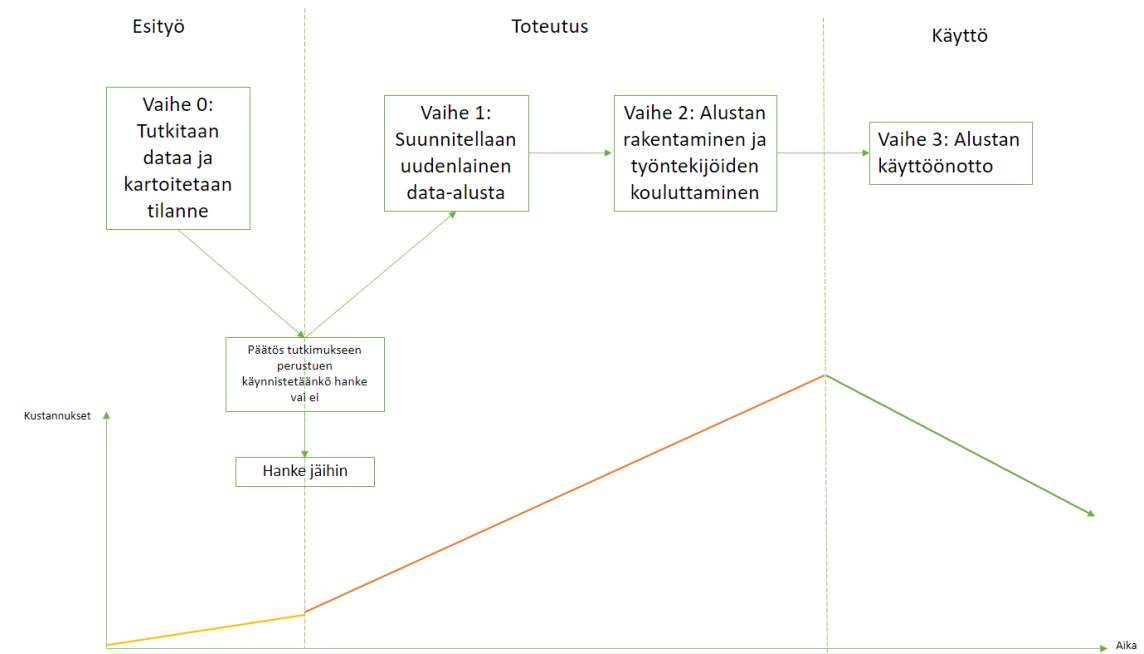 Esityö
Toteutus
Käyttö
Vaihe 0:
Tutkitaan
dataa ja
kartoitetaan
tilanne
Vaihe 1:
Suunnitellaan
uudenlainen
data-alusta
Vaihe 2: Alustan
rakentaminen ja
työntekijöiden
kouluttaminen
Vaihe 3: Alustan
käyttöönotto
Päätös tutkimukseen
perustuen
käynnistetäänkö hanke
vai ei
Hanke jäihin
Kustannukset
Aika